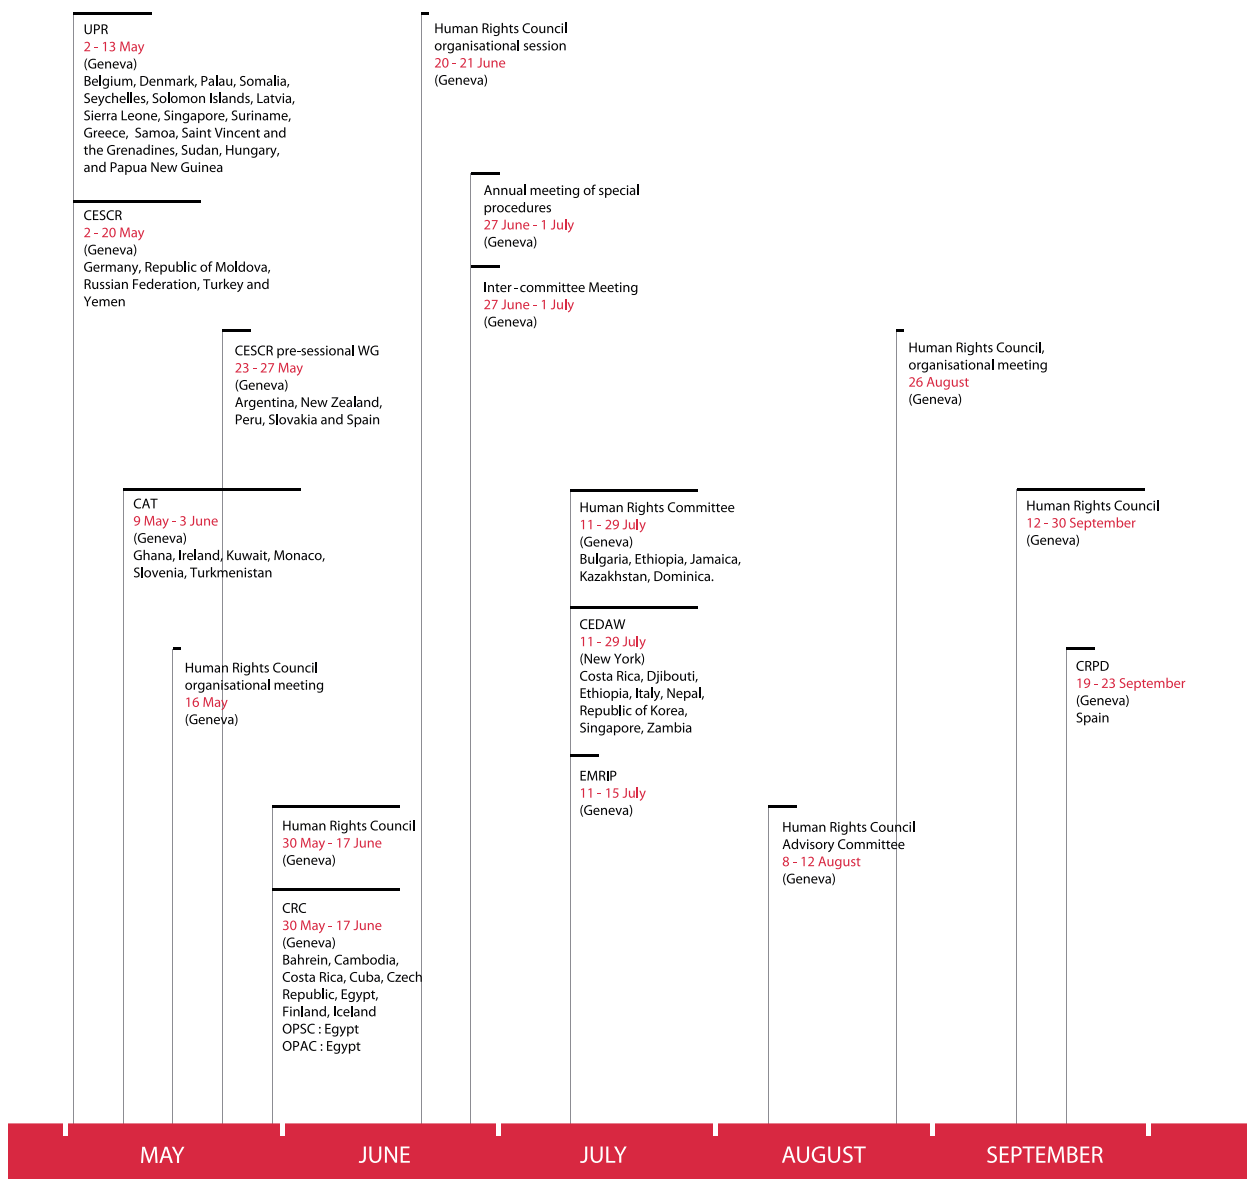 UPR
2 - 13 May
(Geneva)
Belgium, Denmark, Palau, Somalia,
Seychelles, Solomon Islands, Latvia,
Sierra Leone, Singapore, Suriname,
Greece, Samoa, Saint Vincent and
the Grenadines, Sudan, Hungary,
and Papua New Guinea
CESCR
2 - 20 May
(Geneva)
Germany, Republic of Moldova,
Russian Federation, Turkey and
Yemen
CESCR pre-sessional WG
23 - 27 May
(Geneva)
Argentina, New Zealand,
Peru, Slovakia and Spain
CAT
9 May - 3 June
(Geneva)
Ghana, Ireland, Kuwait, Monaco,
Slovenia, Turkmenistan
Human Rights Council
organisational meeting
16 May
(Geneva)
Human Rights Council
30 May - 17 June
(Geneva)
CRC
30 May - 17 June
(Geneva)
Bahrein, Cambodia,
Costa Rica, Cuba, Czech
Republic, Egypt,
Finland, Iceland
OPSC : Egypt
OPAC : Egypt
Human Rights Council
organisational session
20 - 21 June
(Geneva)
Annual meeting of special
procedures
27 June - 1 July
(Geneva)
Inter-committee Meeting
27 June - 1 July
(Geneva)
Human Rights Committee
11 - 29 July
(Geneva)
Bulgaria, Ethiopia, Jamaica,
Kazakhstan, Dominica.
CEDAW
11 - 29 July
(New York)
Costa Rica, Djibouti,
Ethiopia, Italy, Nepal,
Republic of Korea,
Singapore, Zambia
EMRIP
11 - 15 July
(Geneva)
Human Rights Council
Advisory Committee
8 - 12 August
(Geneva)
Human Rights Council,
organisational meeting
26 August
(Geneva)
Human Rights Council
12 - 30 September
(Geneva)
CRPD
19 - 23 September
(Geneva)
Spain
MAY
JUNE
JULY
AUGUST
SEPTEMBER